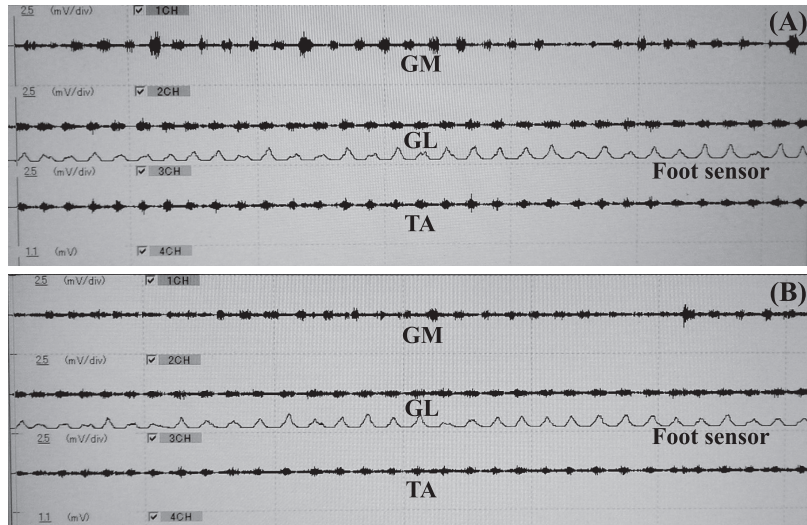 25 (mV/div) 1CH (A)
GM
25 (mV/div) 2CH
GL
25 (mV/div) 3CH Foot sensor
TA
11 (mV) 4CH
25 (mV/div) 1CH (B)
GM
25 (mV/div) 2CH
GL
25 (mV/div) 3CH Foot sensor
TA
11 (mV) 4CH